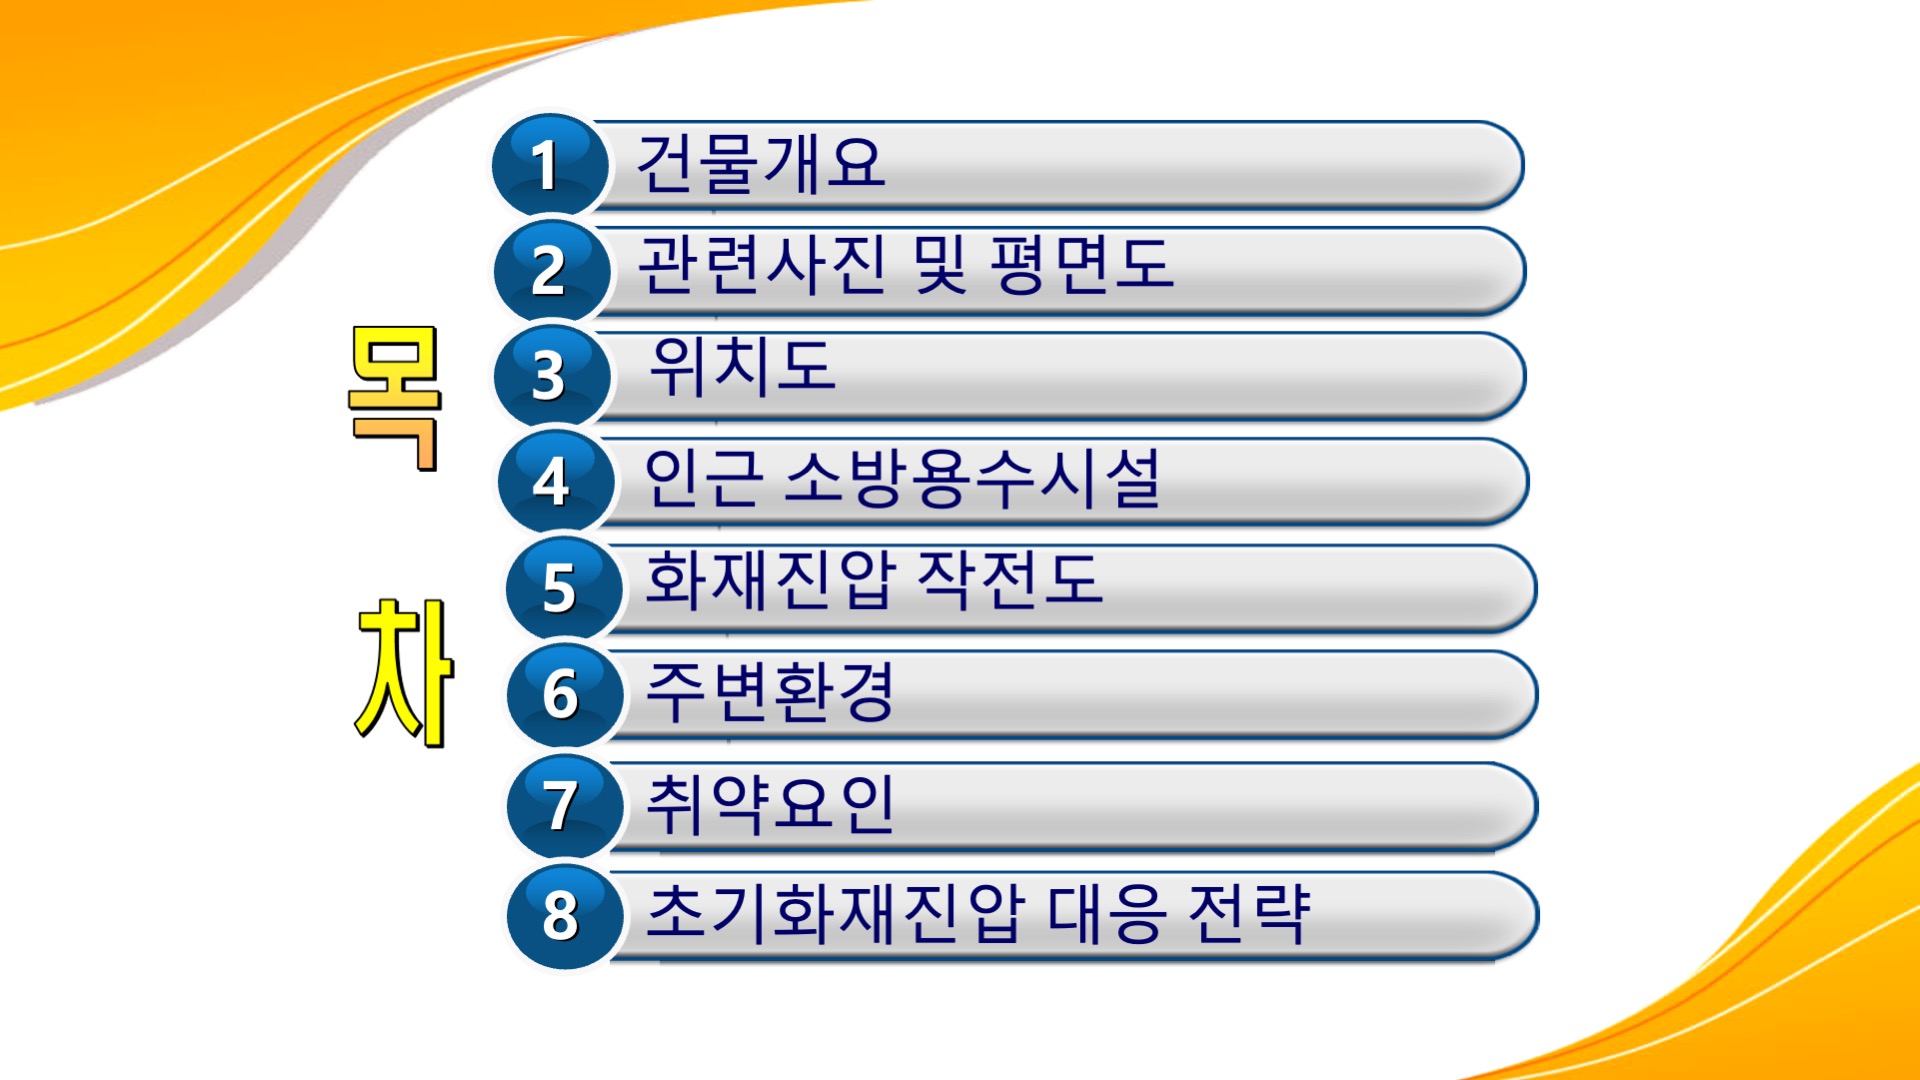 목
차
1 건물개요
2 관련사진 및 평면도
3 위치도
4 인근 소방용수시설
5 화재진압 작전도
6 주변환경
7 취약요인
8 초기화재진압 대응 전략